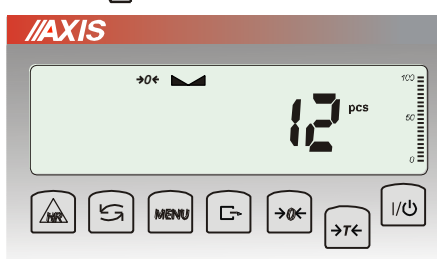 //AXIS
→0←
12 pcs
100
50
0
HR
MENU
→0←
→T←
I/⏻